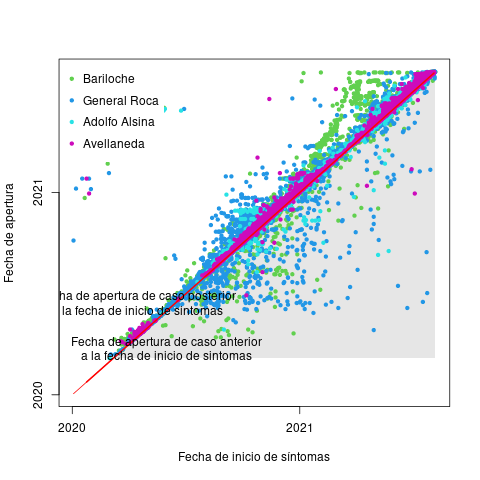 Bariloche
General Roca
Adolfo Alsina
Avellaneda
Fecha de apertura
2021
2020
ha de apertura de caso posterior
la fecha de inicio de síntomas
Fecha de apertura de caso anterior
a la fecha de inicio de síntomas
2020
2021
Fecha de inicio de síntomas